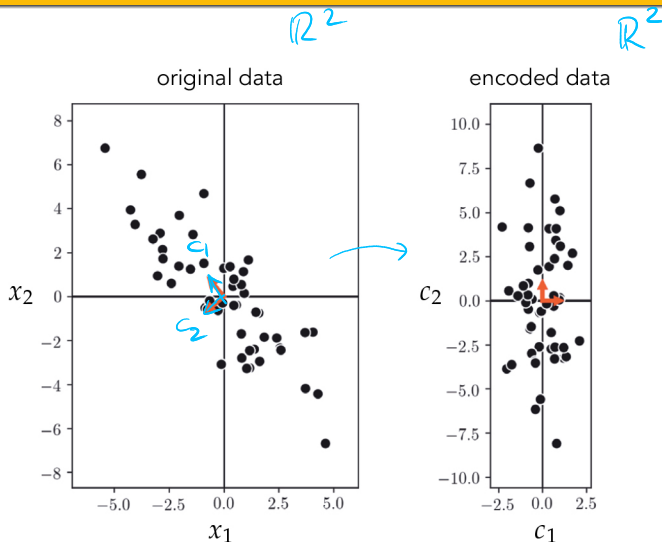 ℝ² ℝ²
original data encoded data
8 10.0
6 7.5
4 5.0
2 2.5
0 0.0
−2 −2.5
−4 −5.0
−6 −7.5
−8 −10.0
x₂ c₂
c₁
c₂
−5.0 −2.5 0.0 2.5 5.0 −2.5 0.0 2.5
x₁ c₁